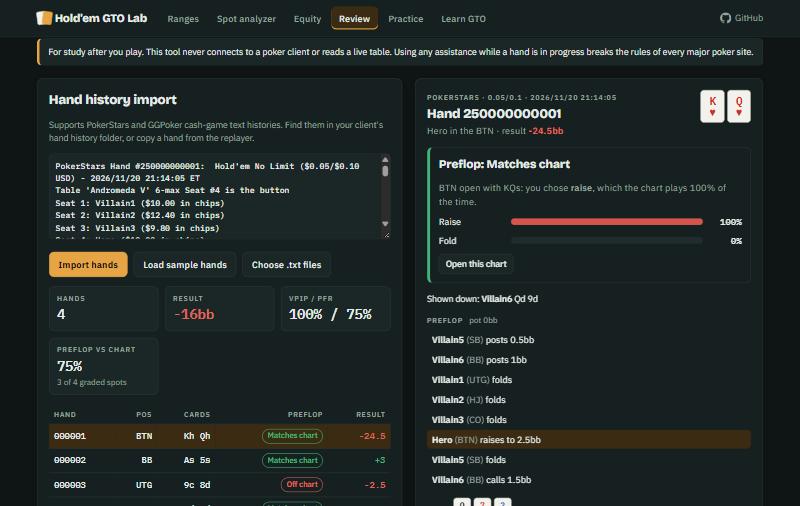 Hold'em GTO Lab
Ranges
Spot analyzer
Equity
Review
Practice
Learn GTO
GitHub
For study after you play. This tool never connects to a poker client or reads a live table. Using any assistance while a hand is in progress breaks the rules of every major poker site.
Hand history import
Supports PokerStars and GGPoker cash-game text histories. Find them in your client's
hand history folder, or copy a hand from the replayer.
PokerStars Hand #250000000001:  Hold'em No Limit ($0.05/$0.10
USD) - 2026/11/20 21:14:05 ET
Table 'Andromeda V' 6-max Seat #4 is the button
Seat 1: Villain1 ($10.00 in chips)
Seat 2: Villain2 ($12.40 in chips)
Seat 3: Villain3 ($9.80 in chips)
Import hands
Load sample hands
Choose .txt files
HANDS
4
RESULT
-16bb
VPIP / PFR
100% / 75%
PREFLOP VS CHART
75%
3 of 4 graded spots
HAND POS CARDS PREFLOP RESULT
000001 BTN Kh Qh Matches chart -24.5
000002 BB As 5s Matches chart +3
000003 UTG 9c 8d Off chart -2.5
POKERSTARS · 0.05/0.1 · 2026/11/20 21:14:05
Hand 250000000001
Hero in the BTN · result -24.5bb
K♥
Q♥
Preflop: Matches chart
BTN open with KQs: you chose raise, which the chart plays 100% of
the time.
Raise 100%
Fold 0%
Open this chart
Shown down: Villain6 Qd 9d
PREFLOP pot 0bb
Villain5 (SB) posts 0.5bb
Villain6 (BB) posts 1bb
Villain1 (UTG) folds
Villain2 (HJ) folds
Villain3 (CO) folds
Hero (BTN) raises to 2.5bb
Villain5 (SB) folds
Villain6 (BB) calls 1.5bb